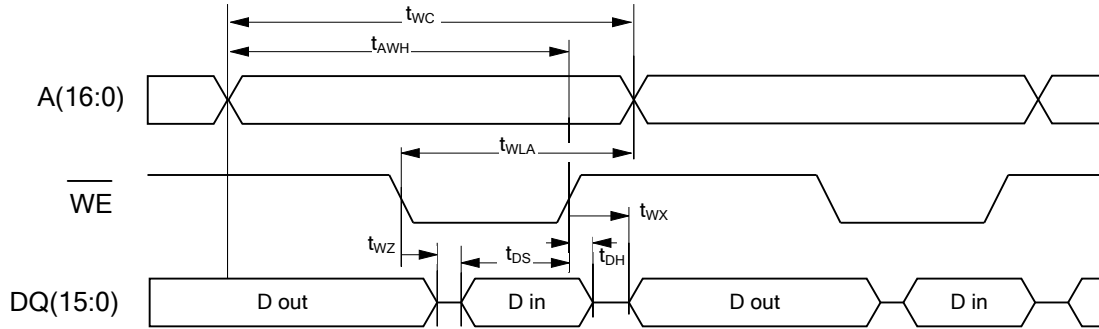 tWC
tAWH
A(16:0)
tWLA
WE
tWX
tWZ
tDS
tDH
DQ(15:0)
D out
D in
D out
D in